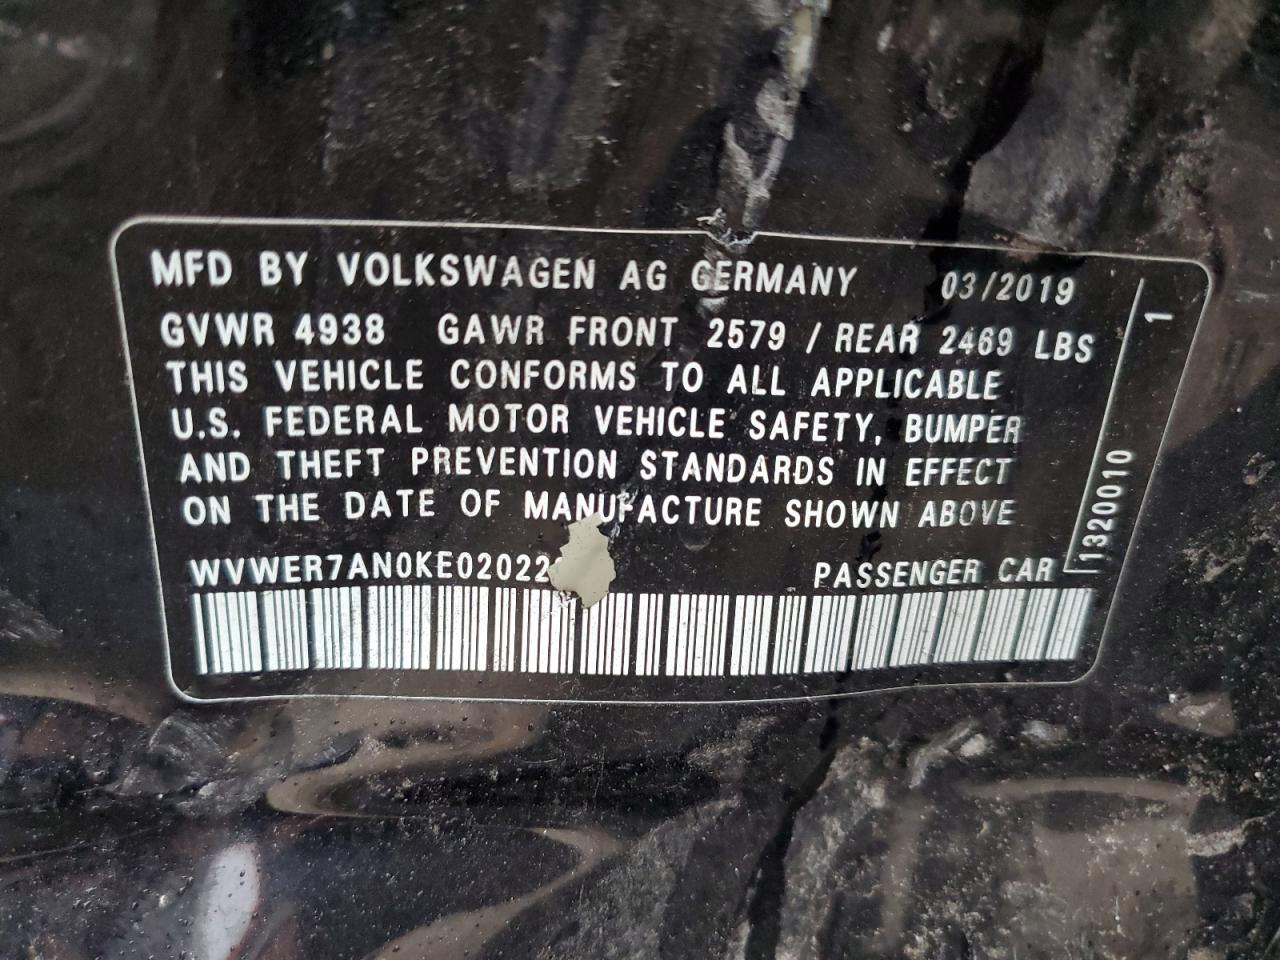 MFD BY VOLKSWAGEN AG GERMANY 03/2019
GVWR 4938 GAWR FRONT 2579 / REAR 2469 LBS
THIS VEHICLE CONFORMS TO ALL APPLICABLE
U.S. FEDERAL MOTOR VEHICLE SAFETY, BUMPER
AND THEFT PREVENTION STANDARDS IN EFFECT
ON THE DATE OF MANUFACTURE SHOWN ABOVE
PASSENGER CAR
1320010
1